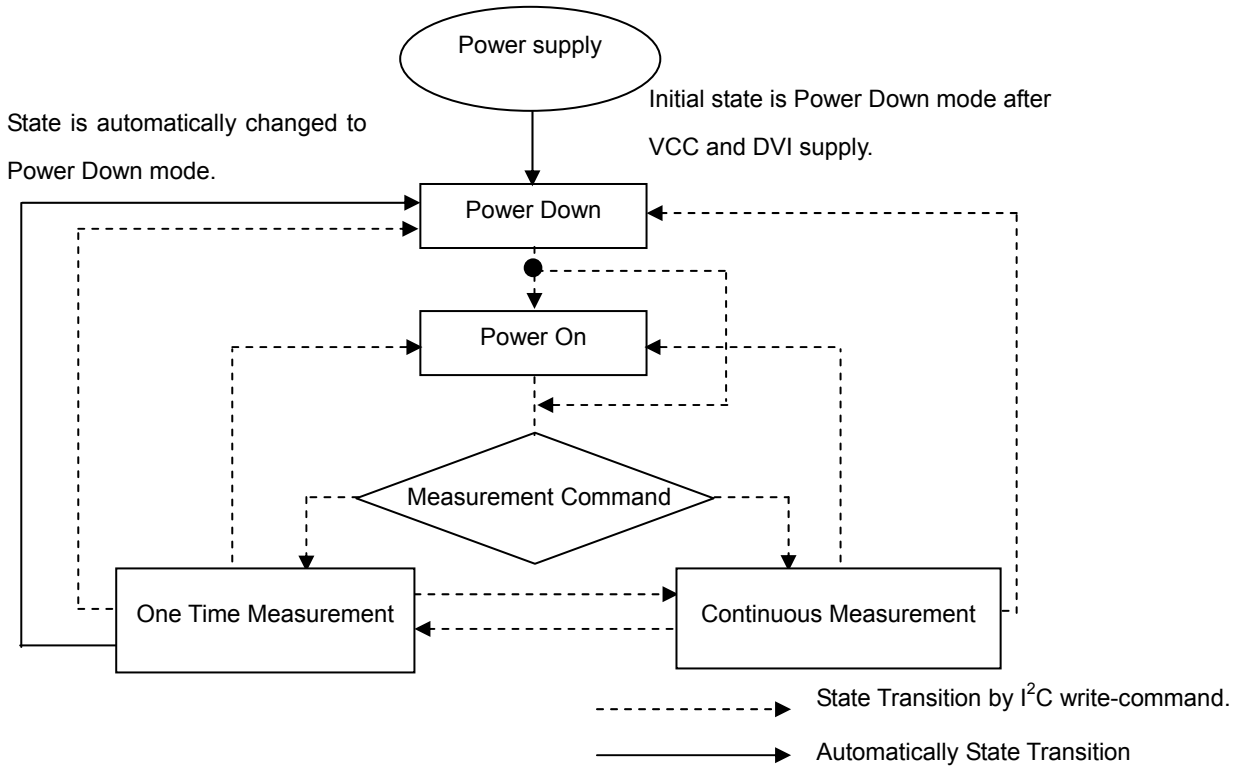 Power supply
Initial state is Power Down mode after
VCC and DVI supply.
State is automatically changed to
Power Down mode.
Power Down
Power On
Measurement Command
One Time Measurement
Continuous Measurement
State Transition by I²C write-command.
Automatically State Transition